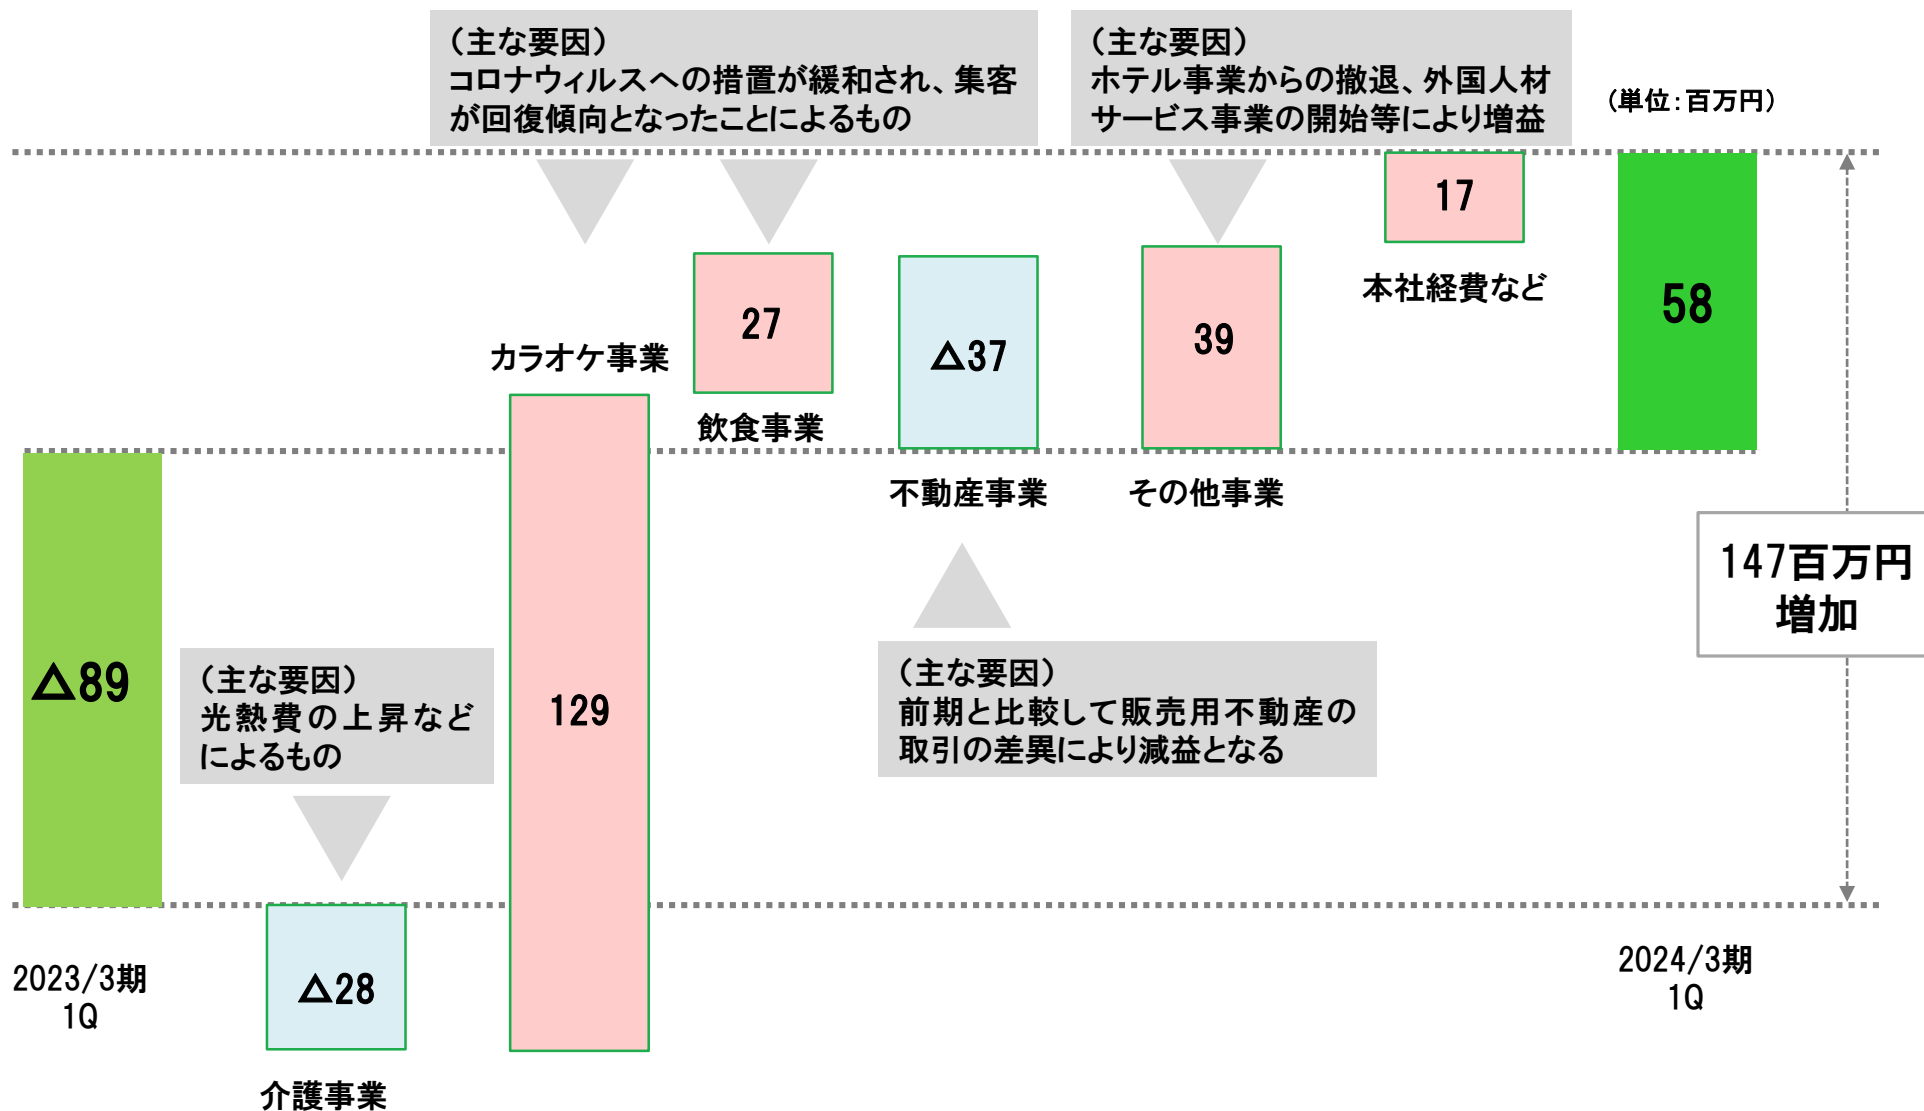 （主な要因）
コロナウィルスへの措置が緩和され、集客
が回復傾向となったことによるもの
（主な要因）
ホテル事業からの撤退、外国人材
サービス事業の開始等により増益
（単位：百万円）
17
本社経費など
58
27
△37
39
カラオケ事業
飲食事業
不動産事業
その他事業
147百万円
増加
△89
（主な要因）
光熱費の上昇など
によるもの
129
（主な要因）
前期と比較して販売用不動産の
取引の差異により減益となる
2023/3期
1Q
△28
介護事業
2024/3期
1Q